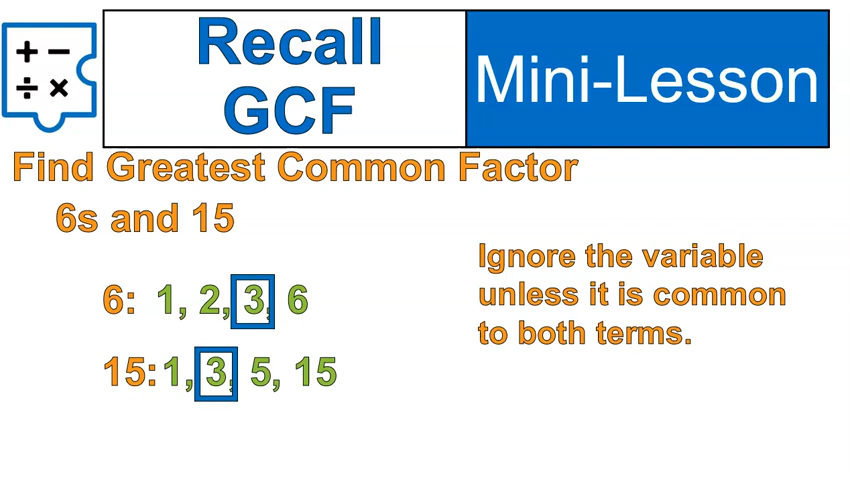 + −
÷ ×
Recall
GCF
Mini-Lesson
Find Greatest Common Factor
6s and 15
Ignore the variable
unless it is common
to both terms.
6: 1, 2, 3, 6
15: 1, 3, 5, 15